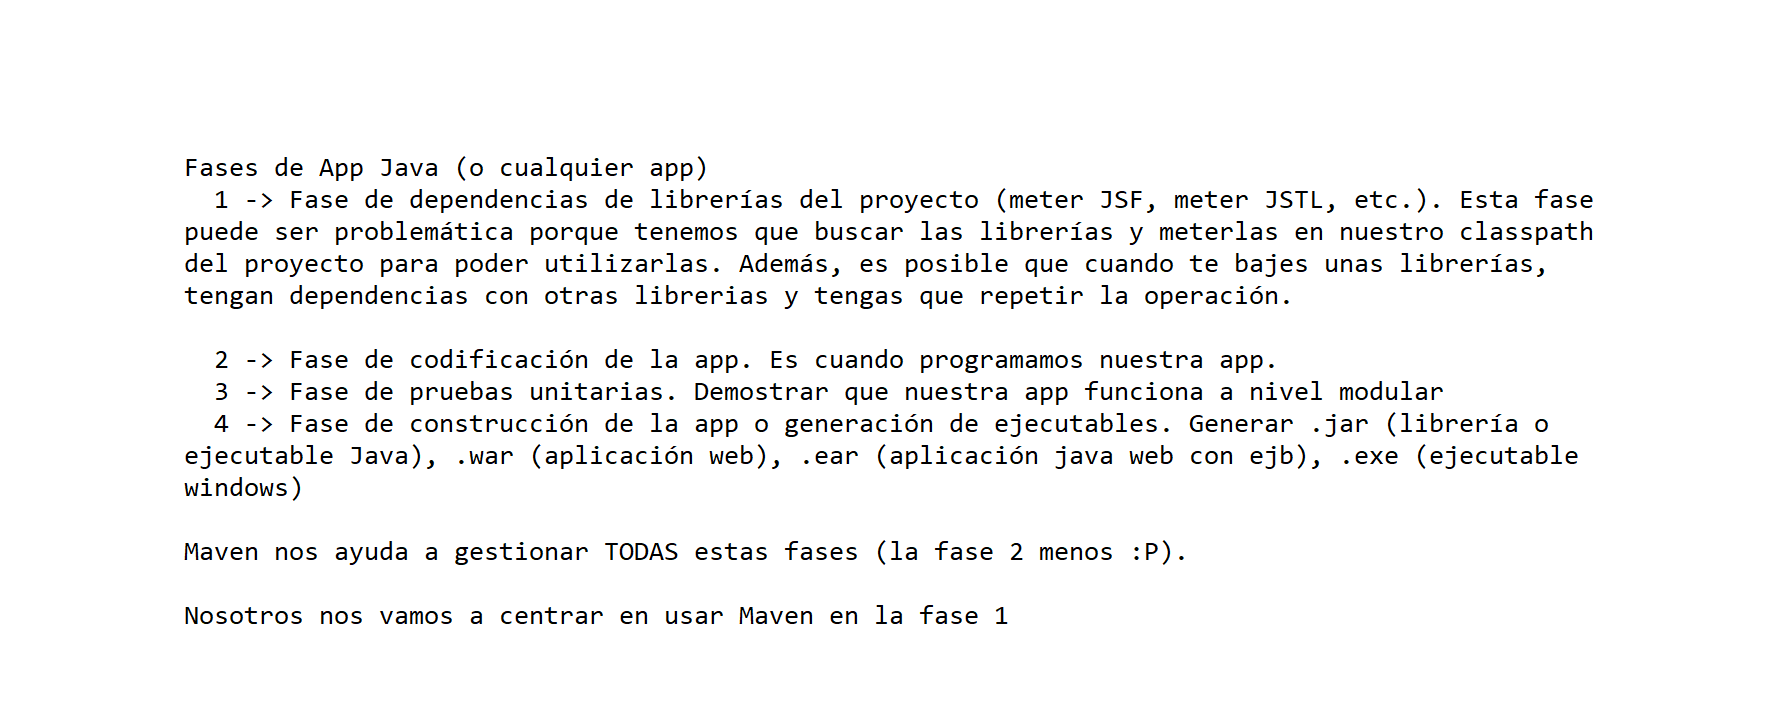 Fases de App Java (o cualquier app)
1 -> Fase de dependencias de librerías del proyecto (meter JSF, meter JSTL, etc.). Esta fase
puede ser problemática porque tenemos que buscar las librerías y meterlas en nuestro classpath
del proyecto para poder utilizarlas. Además, es posible que cuando te bajes unas librerías,
tengan dependencias con otras librerias y tengas que repetir la operación.
2 -> Fase de codificación de la app. Es cuando programamos nuestra app.
3 -> Fase de pruebas unitarias. Demostrar que nuestra app funciona a nivel modular
4 -> Fase de construcción de la app o generación de ejecutables. Generar .jar (librería o
ejecutable Java), .war (aplicación web), .ear (aplicación java web con ejb), .exe (ejecutable
windows)
Maven nos ayuda a gestionar TODAS estas fases (la fase 2 menos :P).
Nosotros nos vamos a centrar en usar Maven en la fase 1